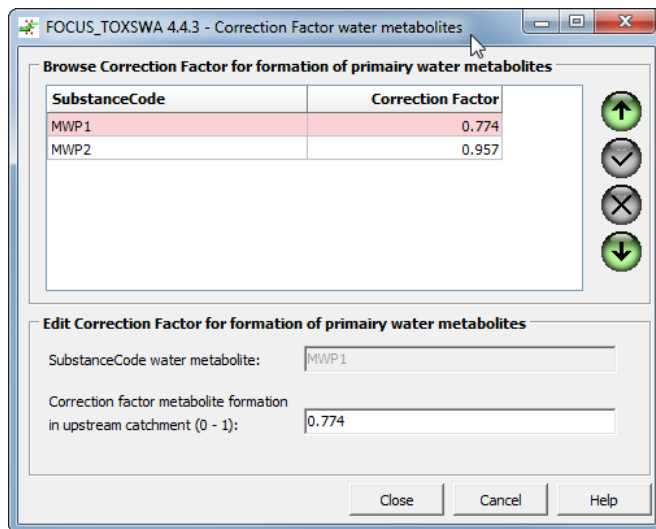 FOCUS_TOXSWA 4.4.3 - Correction Factor water metabolites
Browse Correction Factor for formation of primairy water metabolites
SubstanceCode Correction Factor
MWP1 0.774
MWP2 0.957
Edit Correction Factor for formation of primairy water metabolites
SubstanceCode water metabolite: MWP1
Correction factor metabolite formation
in upstream catchment (0 - 1): 0.774
Close Cancel Help